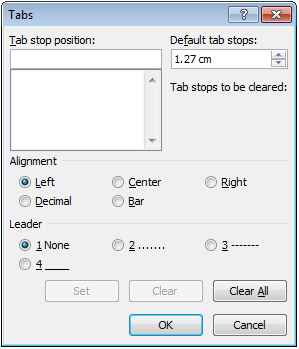 Tabs
Tab stop position:
Default tab stops:
1.27 cm
Tab stops to be cleared:
Alignment
Left
Center
Right
Decimal
Bar
Leader
1 None
2 .......
3 -------
4 ____
Set
Clear
Clear All
OK
Cancel